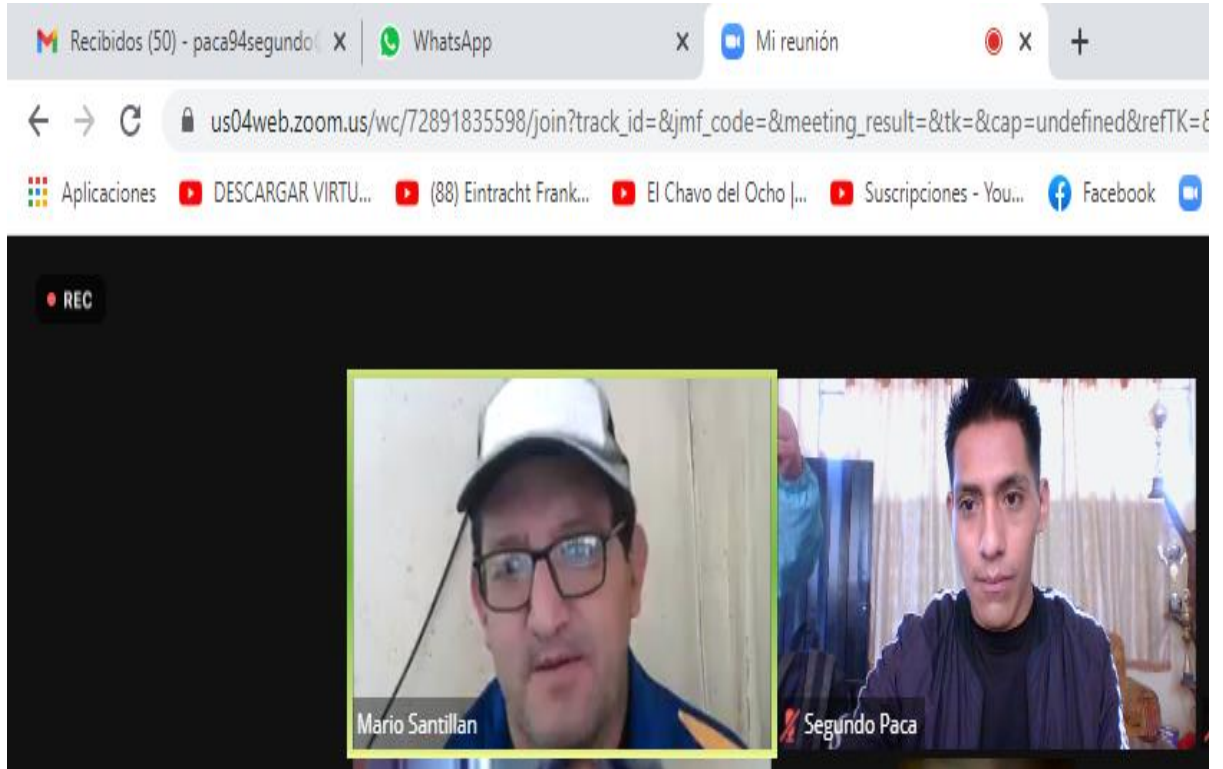 Recibidos (50) - paca94segundo
WhatsApp
Mi reunión
us04web.zoom.us/wc/72891835598/join?track_id=&jmf_code=&meeting_result=&tk=&cap=undefined&refTK=&
Aplicaciones
DESCARGAR VIRTU...
(88) Eintracht Frank...
El Chavo del Ocho |...
Suscripciones - You...
Facebook
REC
Mario Santillan
Segundo Paca